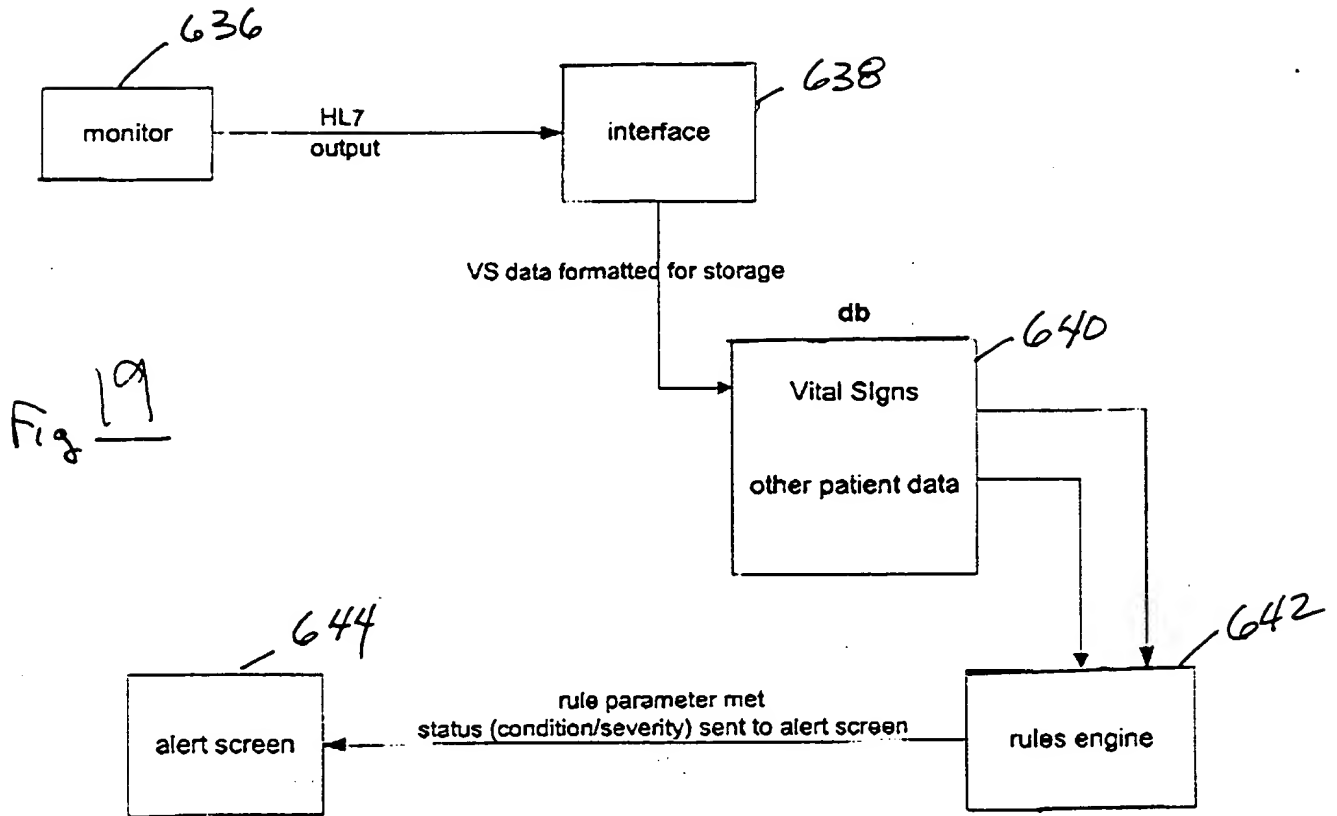 636
monitor
HL7
output
interface
638
VS data formatted for storage
db
640
Vital SIgns
other patient data
Fig 19
644
alert screen
rule parameter met
status (condition/severity) sent to alert screen
rules engine
642